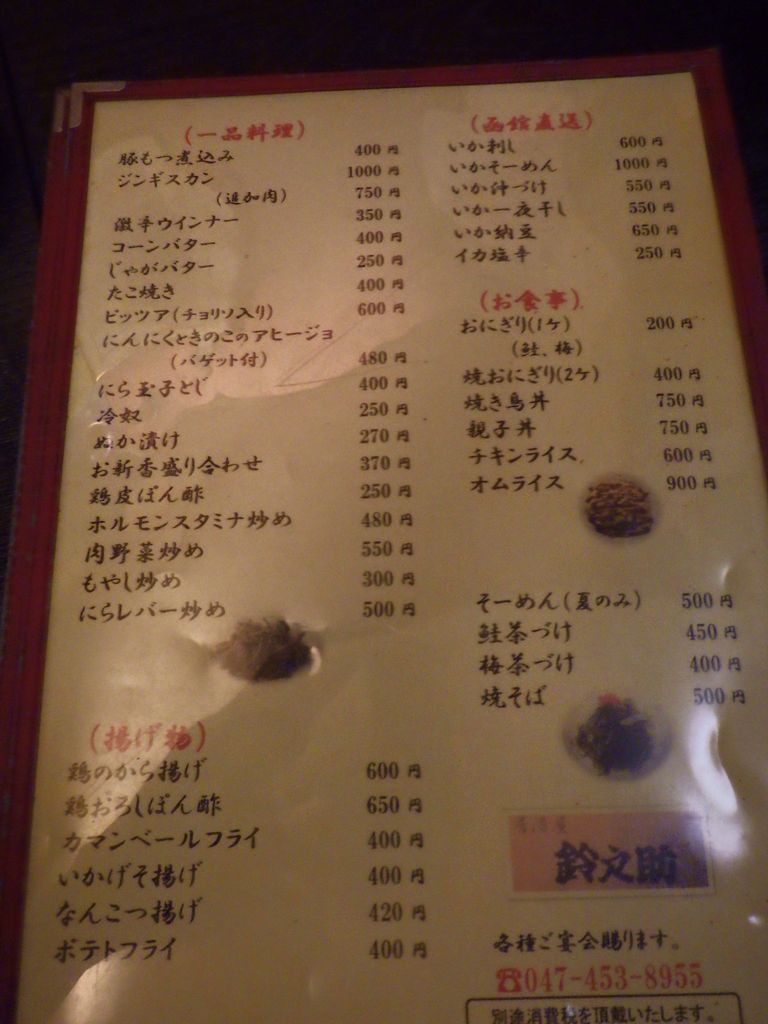 (一品料理)
豚もつ煮込み 400円
ジンギスカン 1000円
(追加肉) 750円
激辛ウインナー 350円
コーンバター 400円
じゃがバター 250円
たこ焼き 400円
ピッツア(チョリソ入り) 600円
にんにくときのこのアヒージョ
(バゲット付) 480円
にら玉子とじ 400円
冷奴 250円
ぬか漬け 270円
お新香盛り合わせ 370円
鶏皮ぽん酢 250円
ホルモンスタミナ炒め 480円
肉野菜炒め 550円
もやし炒め 300円
にらレバー炒め 500円
(揚げ物)
鶏のから揚げ 600円
鶏おろしぽん酢 650円
カマンベールフライ 400円
いかげそ揚げ 400円
なんこつ揚げ 420円
ポテトフライ 400円
(函館直送)
いか刺し 600円
いかそーめん 1000円
いか沖づけ 550円
いか一夜干し 550円
いか納豆 650円
イカ塩辛 250円
(お食事)
おにぎり(1ケ) 200円
(鮭、梅)
焼おにぎり(2ケ) 400円
焼き鳥丼 750円
親子丼 750円
チキンライス 600円
オムライス 900円
そーめん(夏のみ) 500円
鮭茶づけ 450円
梅茶づけ 400円
焼そば 500円
居酒屋
鈴之助
各種ご宴会賜ります。
☎047-453-8955
別途消費税を頂戴いたします。